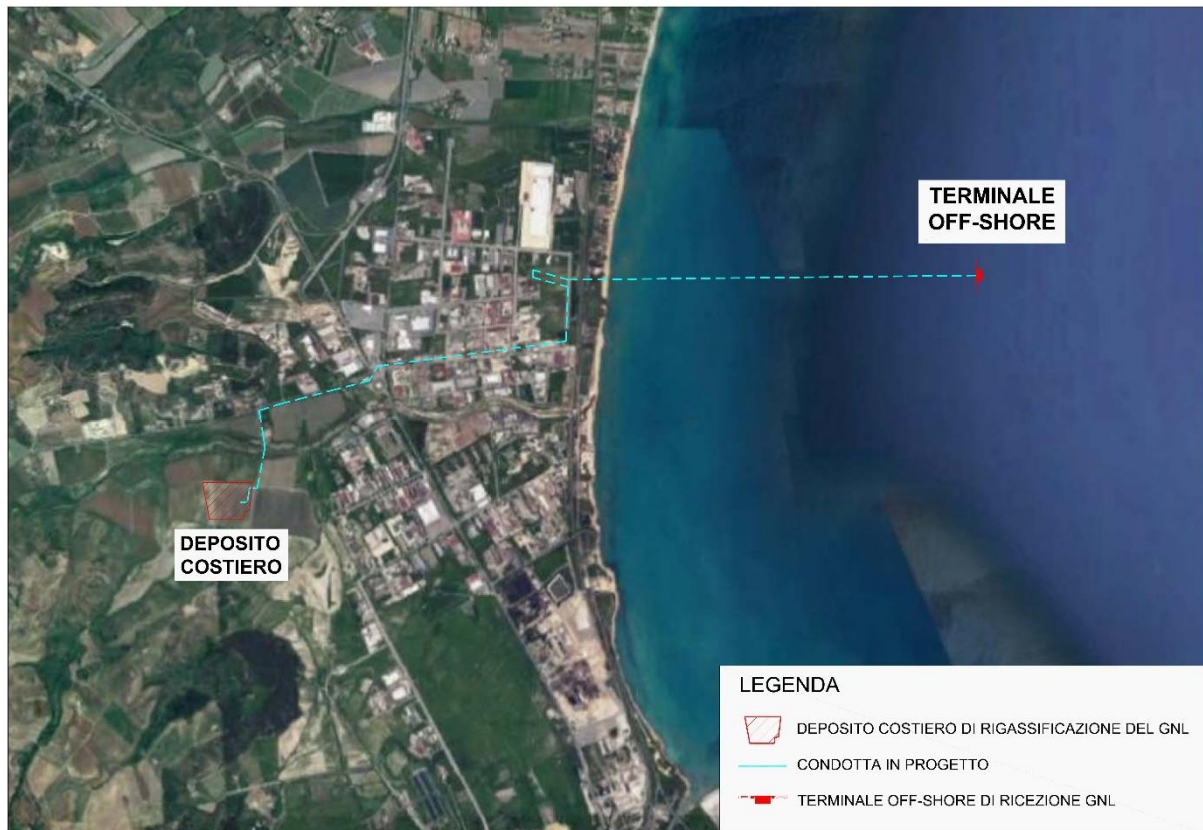 TERMINALE
OFF-SHORE
DEPOSITO
COSTIERO
LEGENDA
DEPOSITO COSTIERO DI RIGASSIFICAZIONE DEL GNL
CONDOTTA IN PROGETTO
TERMINALE OFF-SHORE DI RICEZIONE GNL